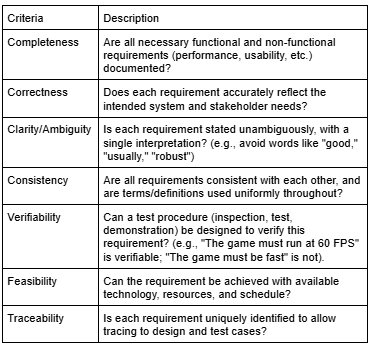 Criteria Description
Completeness Are all necessary functional and non-functional
requirements (performance, usability, etc.)
documented?
Correctness Does each requirement accurately reflect the
intended system and stakeholder needs?
Clarity/Ambiguity Is each requirement stated unambiguously, with a
single interpretation? (e.g., avoid words like "good,"
"usually," "robust")
Consistency Are all requirements consistent with each other, and
are terms/definitions used uniformly throughout?
Verifiability Can a test procedure (inspection, test,
demonstration) be designed to verify this
requirement? (e.g., "The game must run at 60 FPS"
is verifiable; "The game must be fast" is not).
Feasibility Can the requirement be achieved with available
technology, resources, and schedule?
Traceability Is each requirement uniquely identified to allow
tracing to design and test cases?